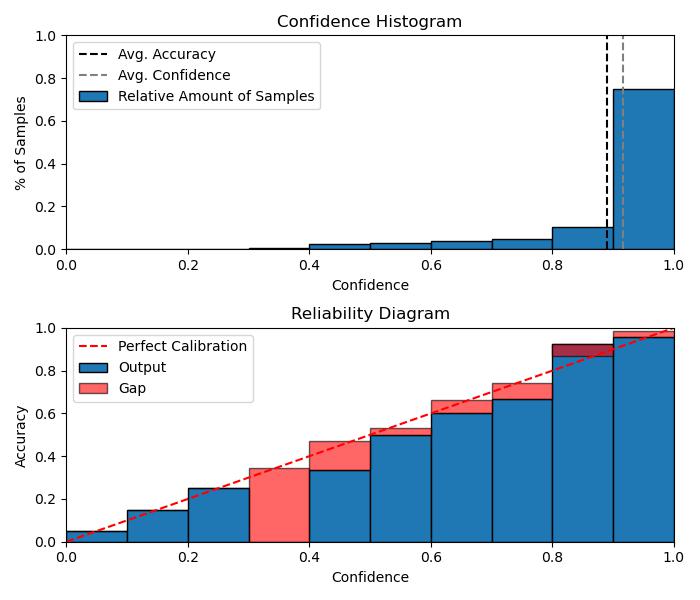 Confidence Histogram
1.0
0.8
0.6
0.4
0.2
0.0
% of Samples
Avg. Accuracy
Avg. Confidence
Relative Amount of Samples
0.0 0.2 0.4 0.6 0.8 1.0
Confidence
Reliability Diagram
1.0
0.8
0.6
0.4
0.2
0.0
Accuracy
Perfect Calibration
Output
Gap
0.0 0.2 0.4 0.6 0.8 1.0
Confidence